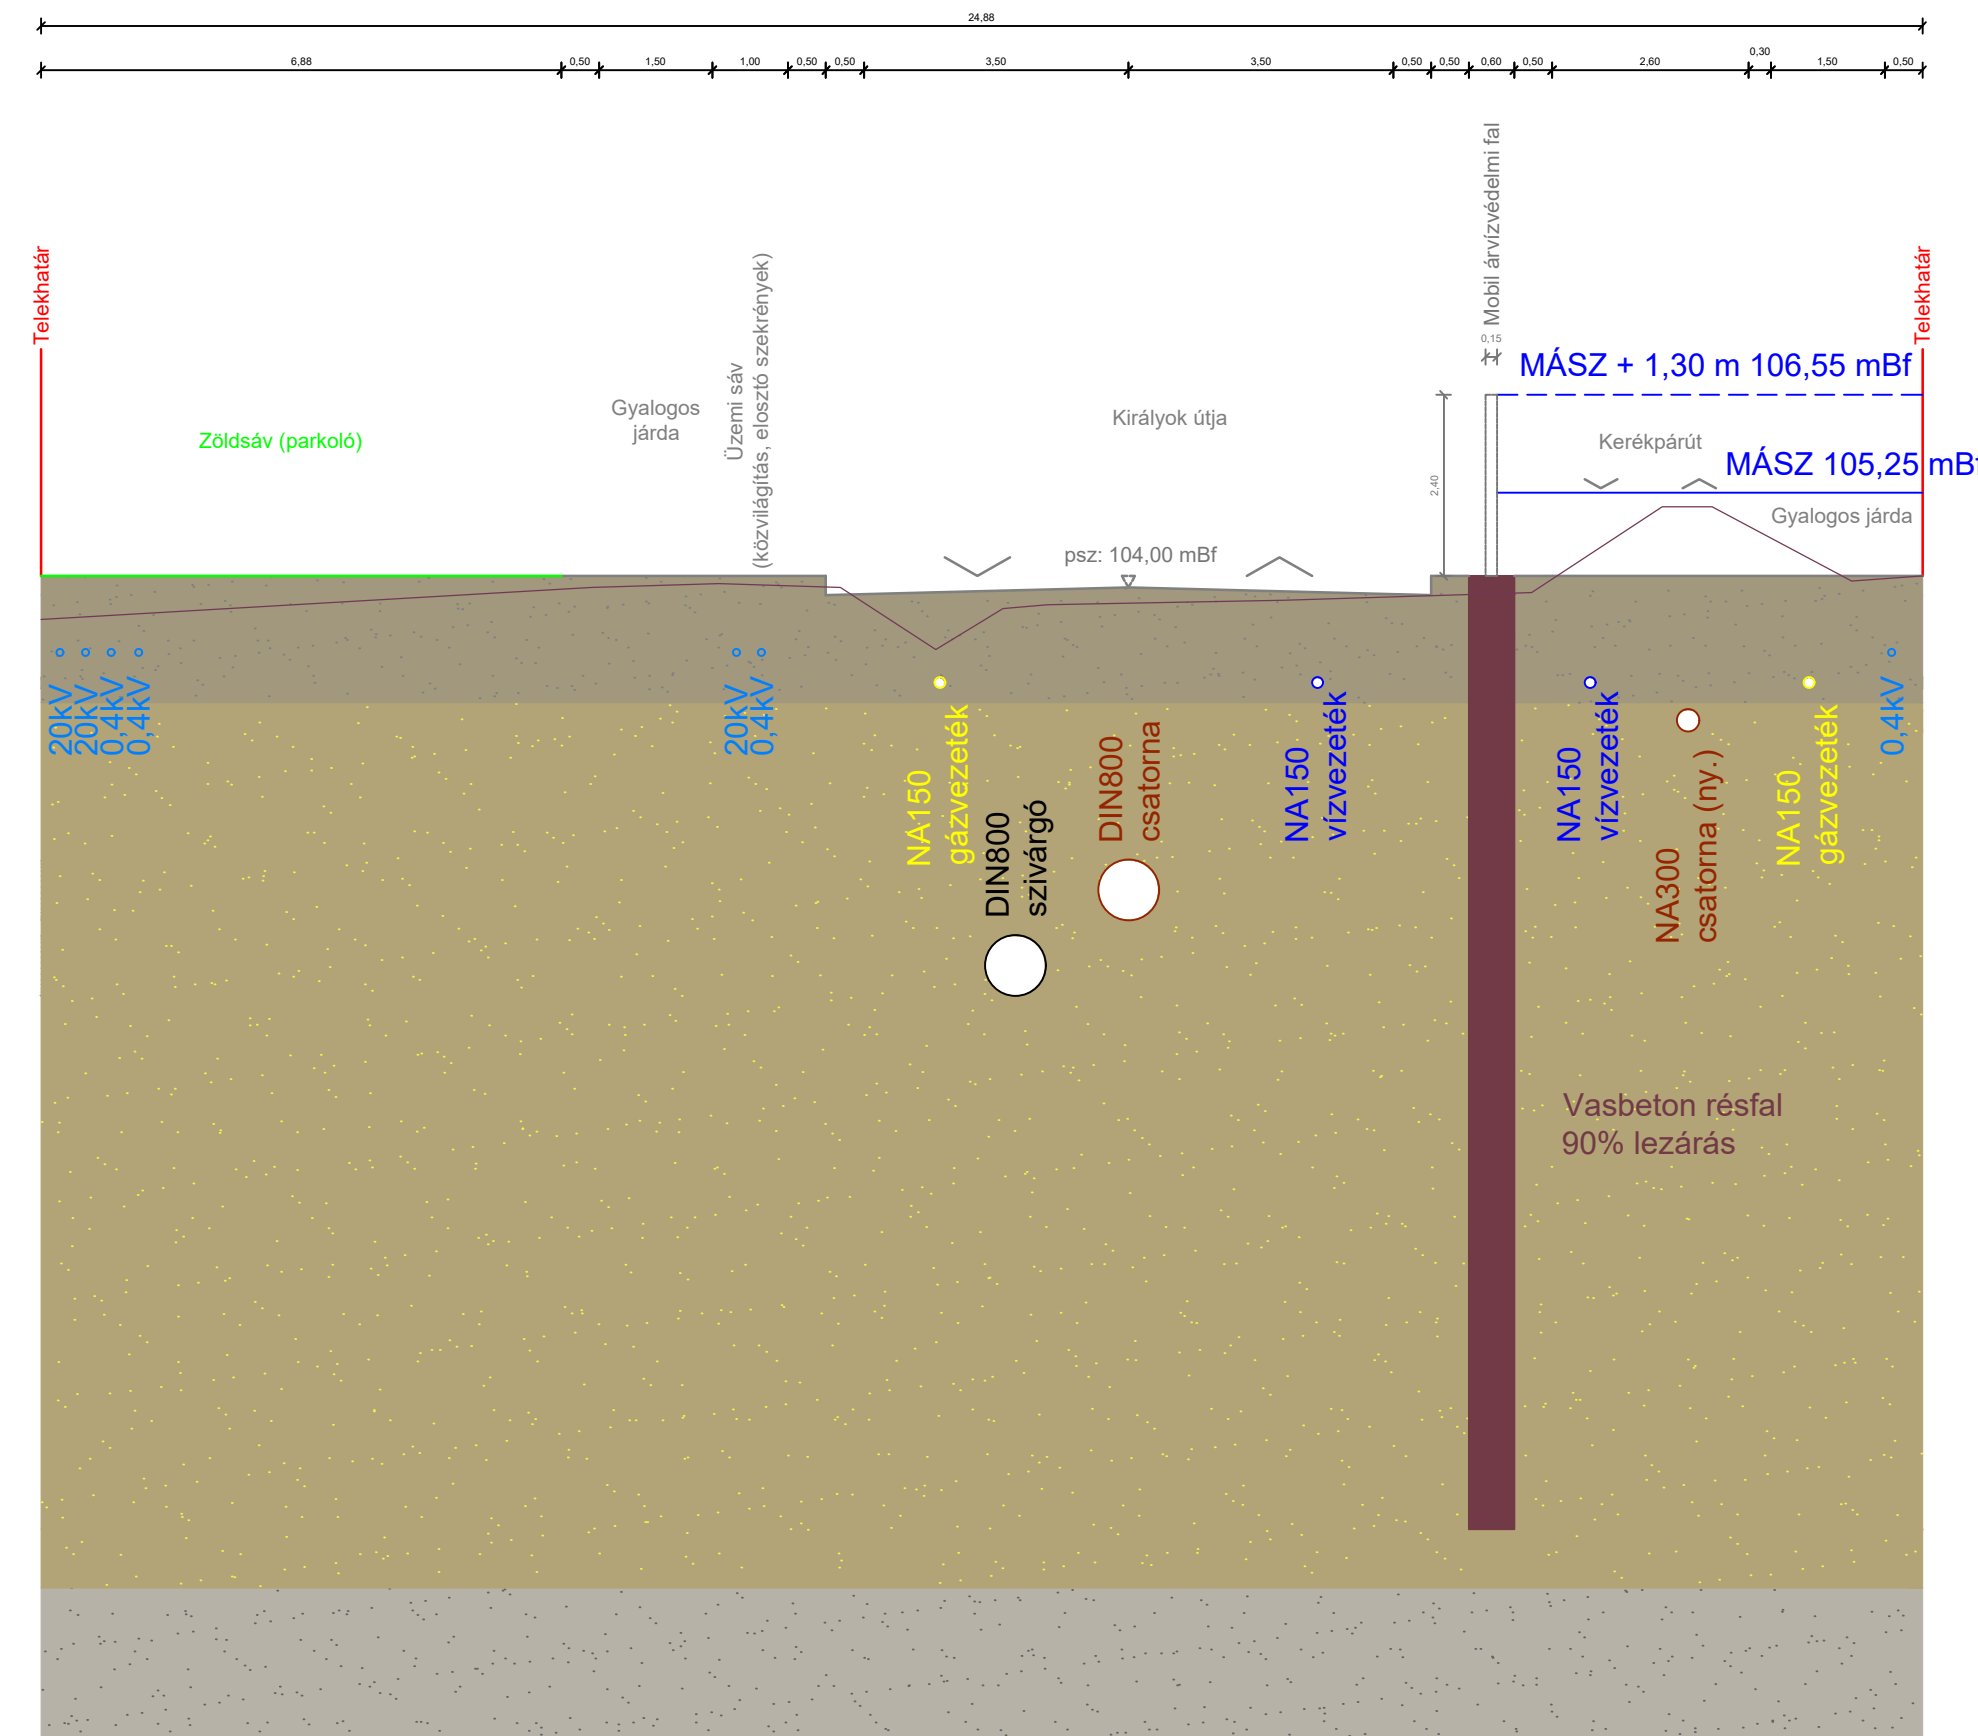 24,88
6,88
0,50
1,50
1,00
0,50
0,50
3,50
3,50
0,50
0,50
0,60
0,50
2,60
0,30
1,50
0,50
Telekhatár
Zöldsáv (parkoló)
Gyalogos
járda
Üzemi sáv
(közvilágítás, elosztó szekrények)
Királyok útja
psz: 104,00 mBf
2,40
Mobil árvízvédelmi fal
0,15
MÁSZ + 1,30 m 106,55 mBf
Kerékpárút
MÁSZ 105,25 mBf
Gyalogos járda
Telekhatár
20kV
20kV
0,4kV
0,4kV
20kV
0,4kV
NA150
gázvezeték
DIN800
szivárgó
DIN800
csatorna
NA150
vízvezeték
NA150
vízvezeték
NA300
csatorna (ny.)
NA150
gázvezeték
0,4kV
Vasbeton résfal
90% lezárás